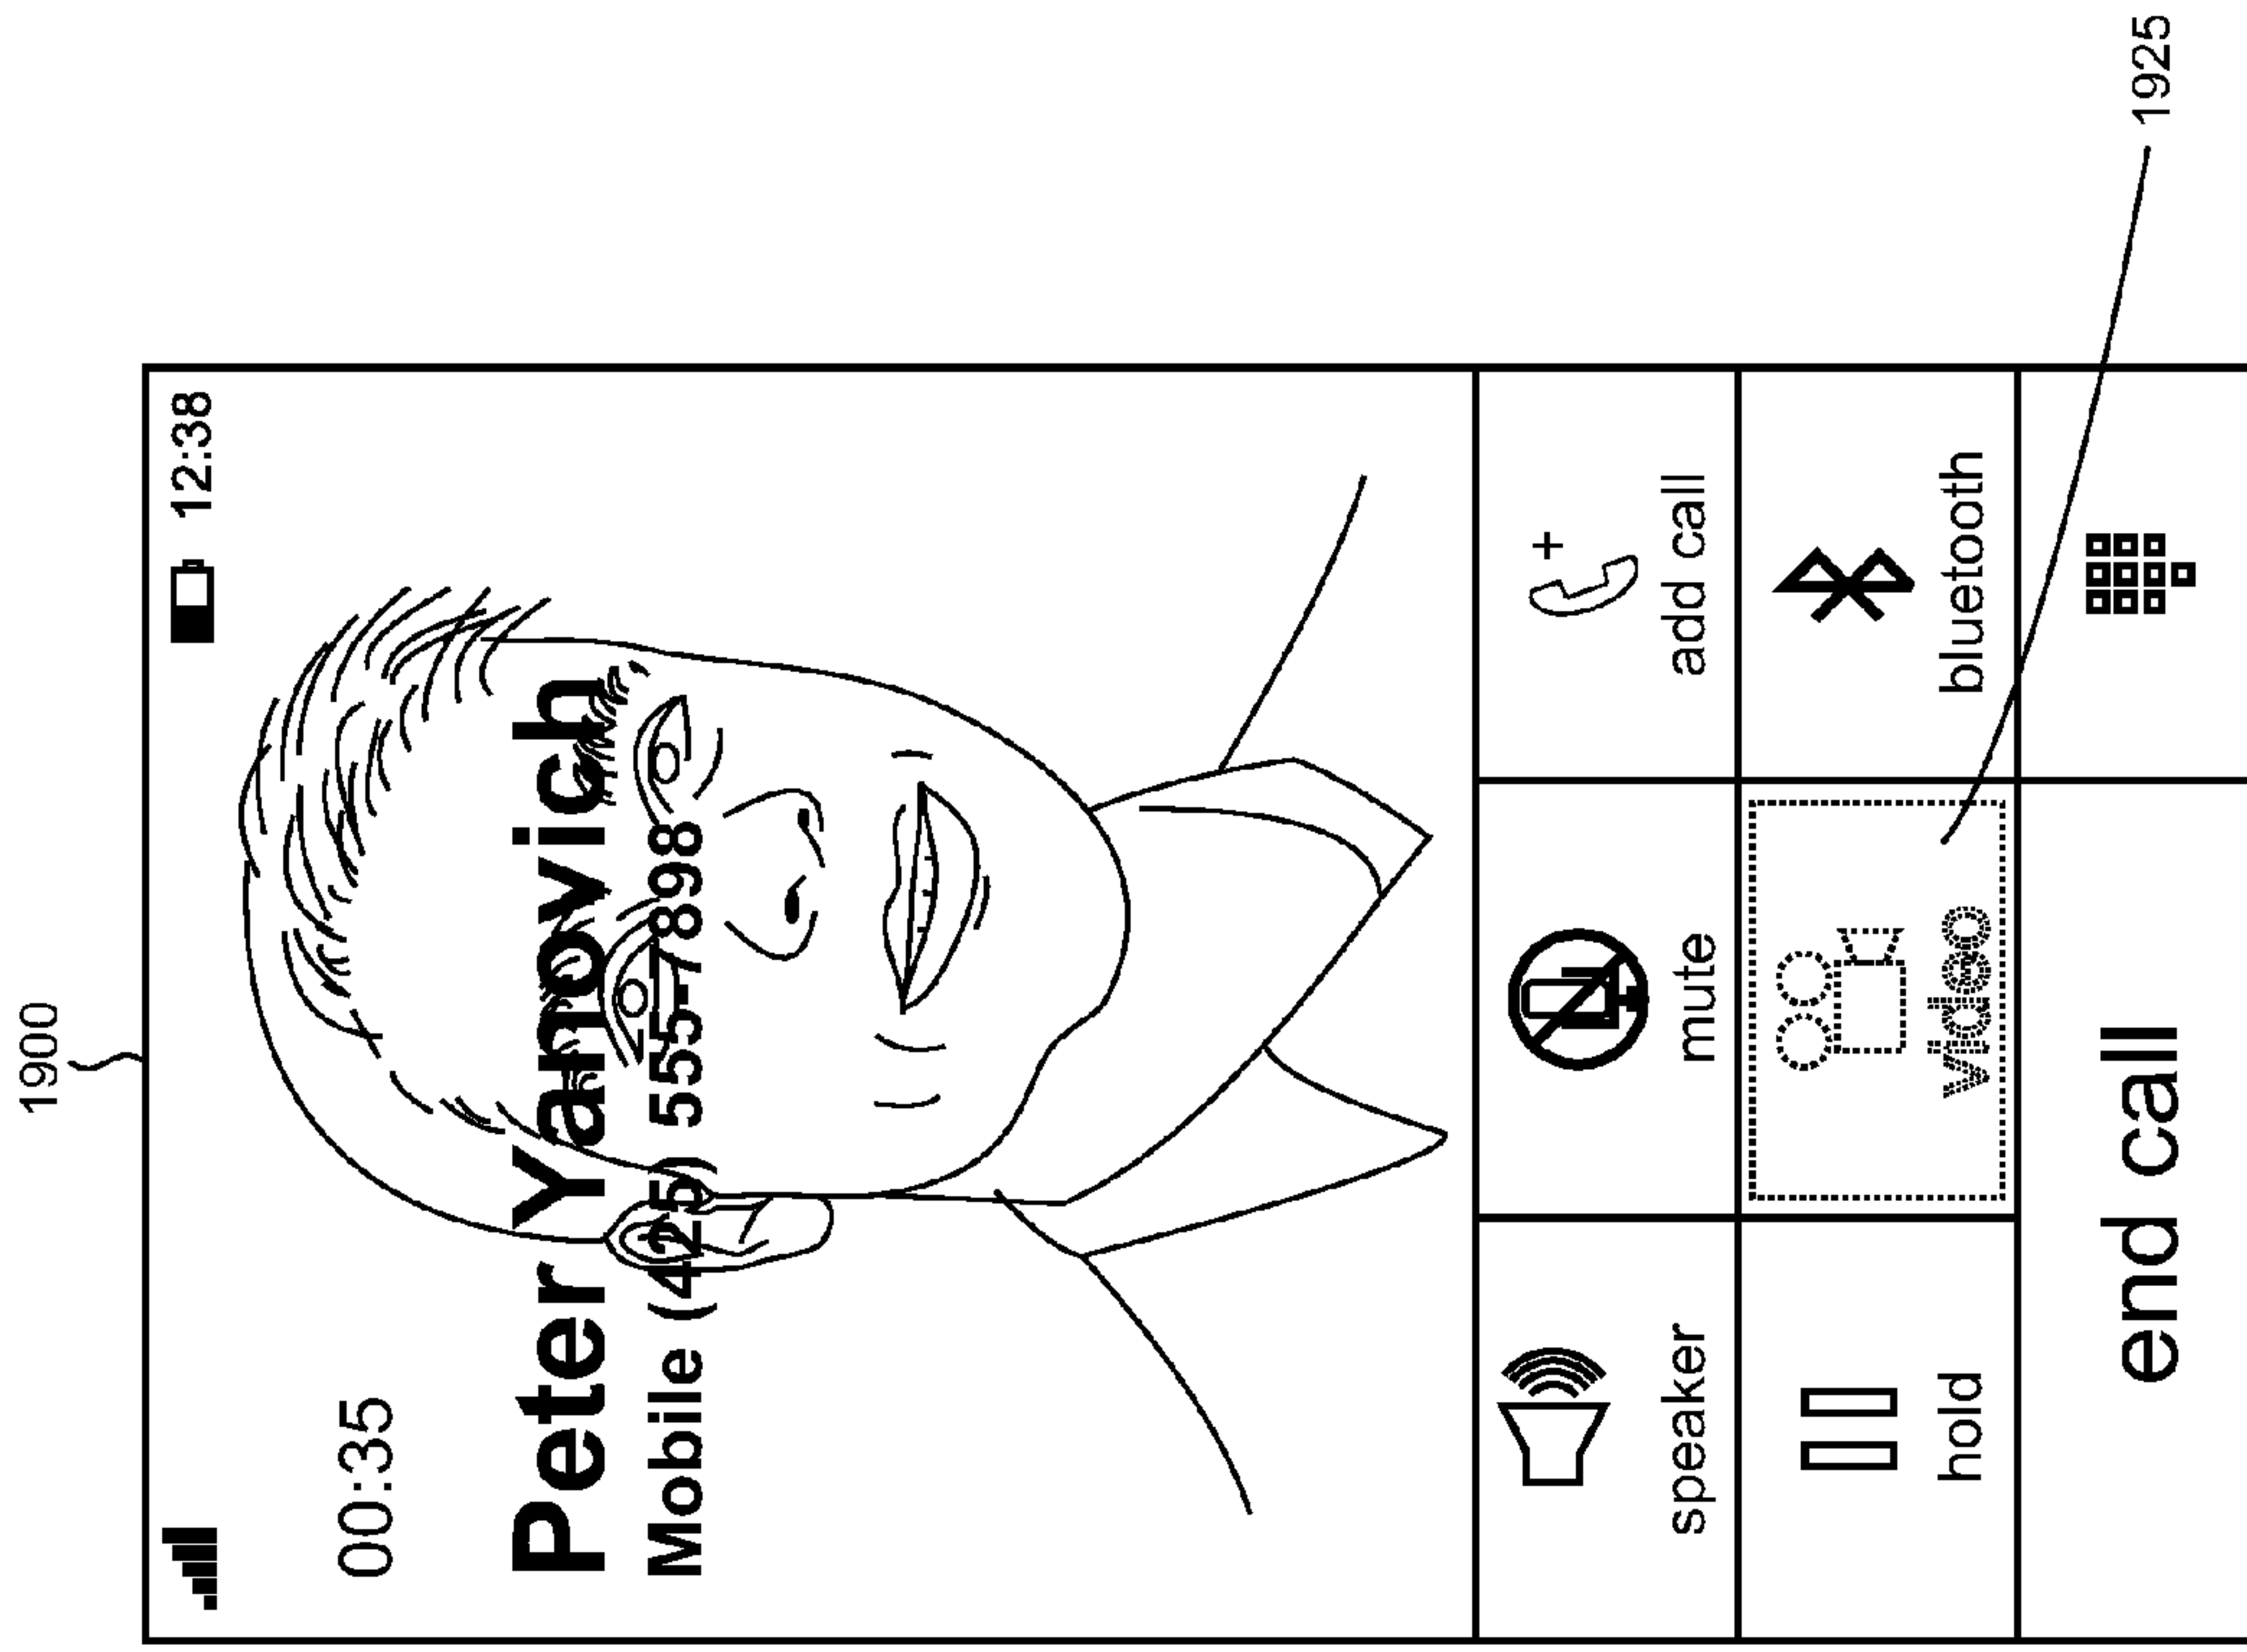 1900
12:38
00:35
Peter Yanovich
Mobile (425) 555-7898
speaker mute add call
hold video bluetooth
end call
1925